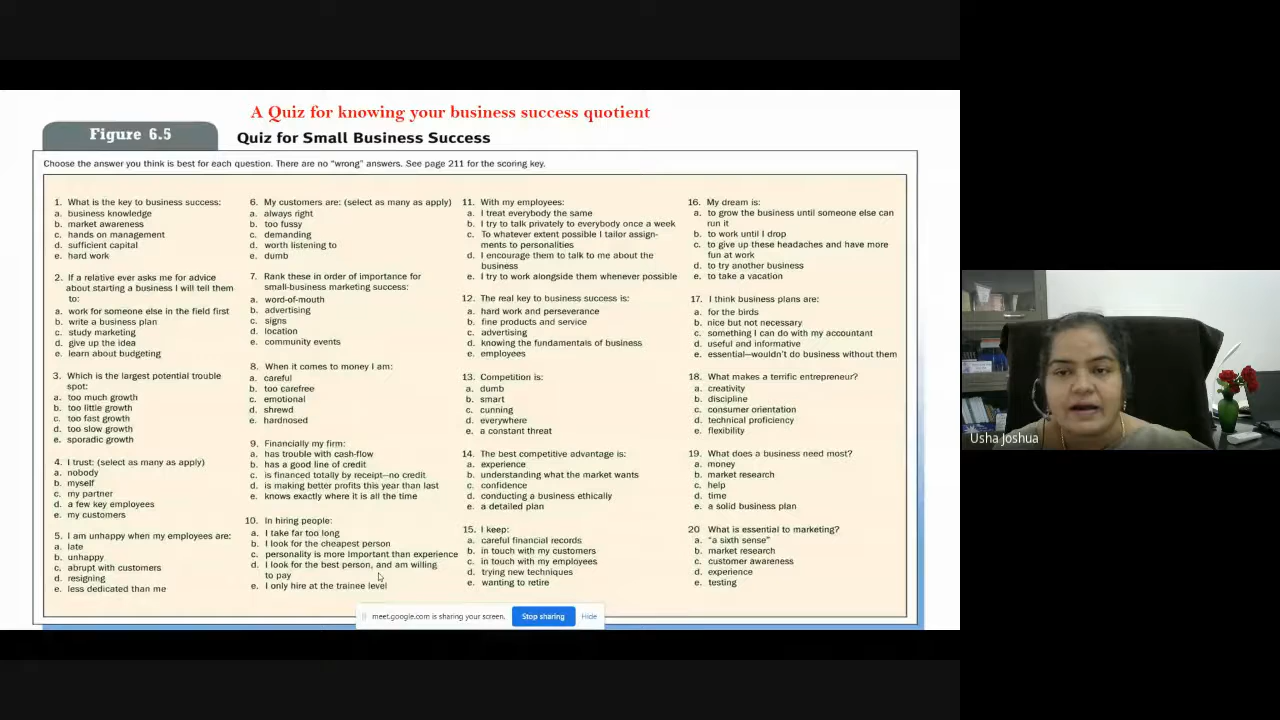 A Quiz for knowing your business success quotient
Figure 6.5
Quiz for Small Business Success
Choose the answer you think is best for each question. There are no "wrong" answers. See page 211 for the scoring key.
1. What is the key to business success:
a. business knowledge
b. market awareness
c. hands on management
d. sufficient capital
e. hard work
2. If a relative ever asks me for advice
about starting a business I will tell them
to:
a. work for someone else in the field first
b. write a business plan
c. study marketing
d. give up the idea
e. learn about budgeting
3. Which is the largest potential trouble
spot:
a. too much growth
b. too little growth
c. too fast growth
d. too slow growth
e. sporadic growth
4. I trust: (select as many as apply)
a. nobody
b. myself
c. my partner
d. a few key employees
e. my customers
5. I am unhappy when my employees are:
a. late
b. unhappy
c. abrupt with customers
d. resigning
e. less dedicated than me
6. My customers are: (select as many as apply)
a. always right
b. too fussy
c. demanding
d. worth listening to
e. dumb
7. Rank these in order of importance for
small-business marketing success:
a. word-of-mouth
b. advertising
c. signs
d. location
e. community events
8. When it comes to money I am:
a. careful
b. too carefree
c. emotional
d. shrewd
e. hardnosed
9. Financially my firm:
a. has trouble with cash-flow
b. has a good line of credit
c. is financed totally by receipt—no credit
d. is making better profits this year than last
e. knows exactly where it is all the time
10. In hiring people:
a. I take far too long
b. I look for the cheapest person
c. personality is more important than experience
d. I look for the best person, and am willing
to pay
e. I only hire at the trainee level
11. With my employees:
a. I treat everybody the same
b. I try to talk privately to everybody once a week
c. To whatever extent possible I tailor assign-
ments to personalities
d. I encourage them to talk to me about the
business
e. I try to work alongside them whenever possible
12. The real key to business success is:
a. hard work and perseverance
b. fine products and service
c. advertising
d. knowing the fundamentals of business
e. employees
13. Competition is:
a. dumb
b. smart
c. cunning
d. everywhere
e. a constant threat
14. The best competitive advantage is:
a. experience
b. understanding what the market wants
c. confidence
d. conducting a business ethically
e. a detailed plan
15. I keep:
a. careful financial records
b. in touch with my customers
c. in touch with my employees
d. trying new techniques
e. wanting to retire
16. My dream is:
a. to grow the business until someone else can
run it
b. to work until I drop
c. to give up these headaches and have more
fun at work
d. to try another business
e. to take a vacation
17. I think business plans are:
a. for the birds
b. nice but not necessary
c. something I can do with my accountant
d. useful and informative
e. essential—wouldn't do business without them
18. What makes a terrific entrepreneur?
a. creativity
b. discipline
c. consumer orientation
d. technical proficiency
e. flexibility
19. What does a business need most?
a. money
b. market research
c. help
d. time
e. a solid business plan
20 What is essential to marketing?
a. "a sixth sense"
b. market research
c. customer awareness
d. experience
e. testing
meet.google.com is sharing your screen.
Stop sharing
Hide
Usha Joshua